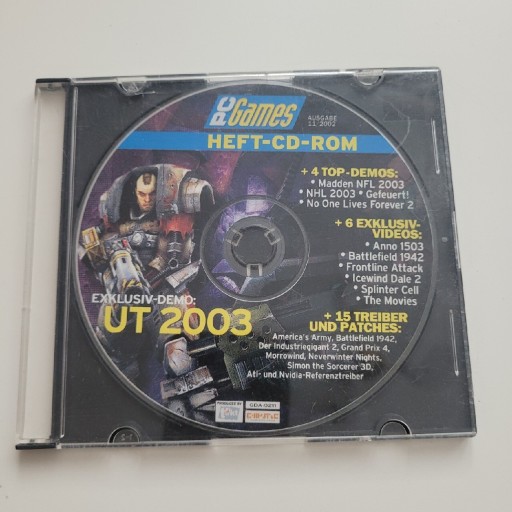 PC Games
AUSGABE
11/2002
HEFT-CD-ROM
+ 4 TOP-DEMOS:
• Madden NFL 2003
• NHL 2003 • Gefeuert!
• No One Lives Forever 2
+ 6 EXKLUSIV-
VIDEOS:
• Anno 1503
• Battlefield 1942
• Frontline Attack
• Icewind Dale 2
• Splinter Cell
• The Movies
EXKLUSIV-DEMO:
UT 2003
+ 15 TREIBER
UND PATCHES:
America's Army, Battlefield 1942,
Der Industriegigant 2, Grand Prix 4,
Morrowind, Neverwinter Nights,
Simon the Sorcerer 3D,
Ati- und Nvidia-Referenztreiber